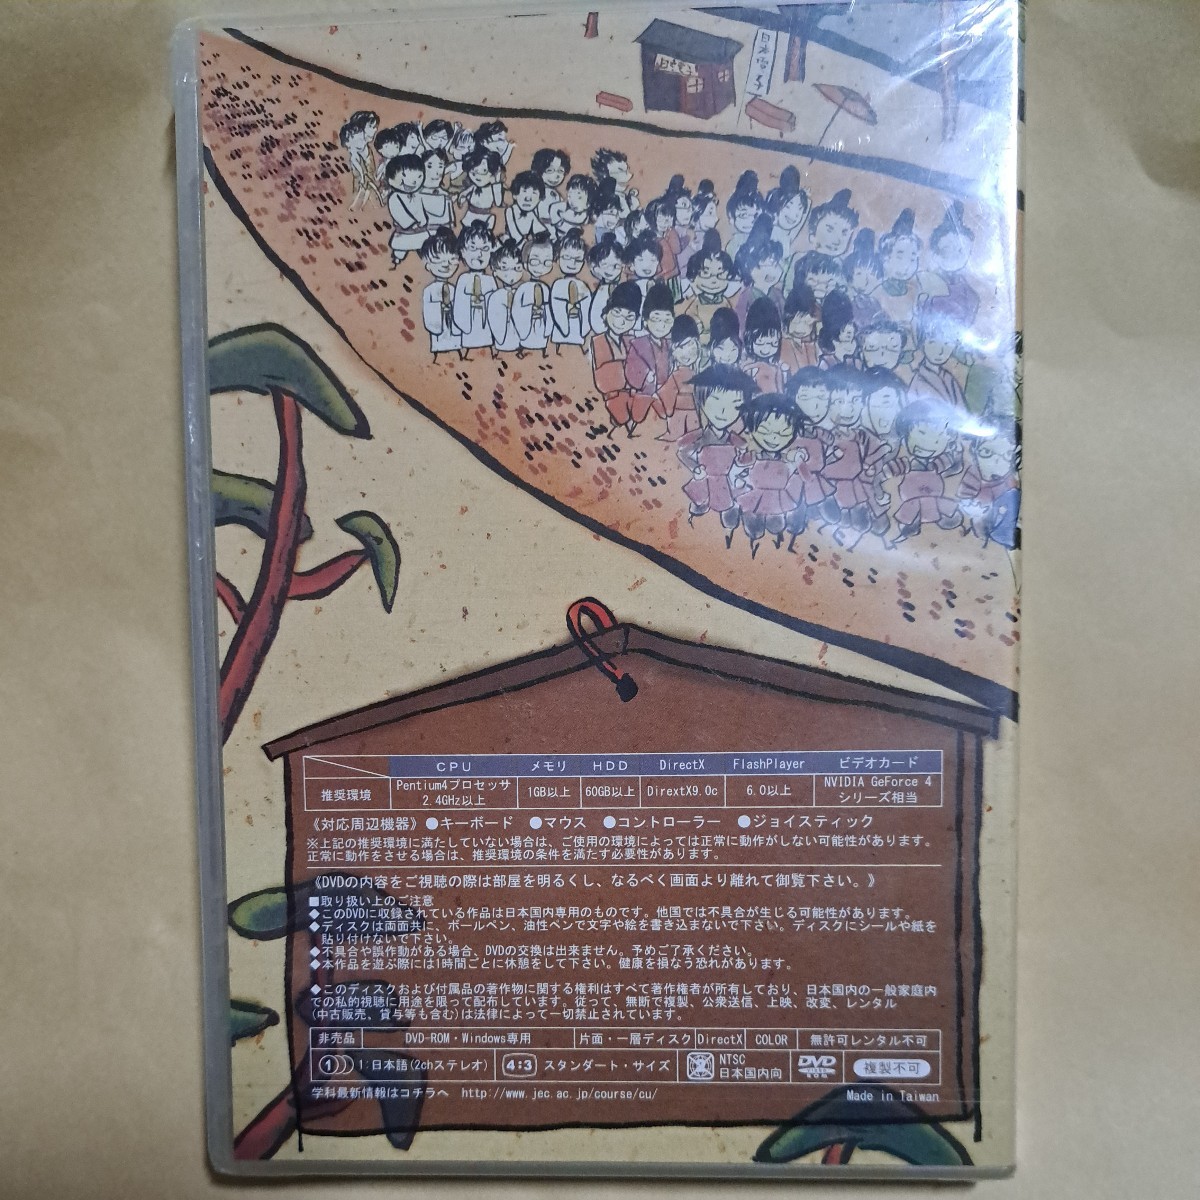 日本雪子
CPU メモリ HDD DirectX FlashPlayer ビデオカード
推奨環境 Pentium4プロセッサ 2.4GHz以上 1GB以上 60GB以上 DirextX9.0c 6.0以上 NVIDIA GeForce 4 シリーズ相当
《対応周辺機器》●キーボード ●マウス ●コントローラー ●ジョイスティック
※上記の推奨環境に満たしていない場合は、ご使用の環境によっては正常に動作がしない可能性があります。
正常に動作をさせる場合は、推奨環境の条件を満たす必要性があります。
《DVDの内容をご視聴の際は部屋を明るくし、なるべく画面より離れて御覧下さい。》
■取り扱い上のご注意
◆このDVDに収録されている作品は日本国内専用のものです。他国では不具合が生じる可能性があります。
◆ディスクは両面共に、ボールペン、油性ペンで文字や絵を書き込まないで下さい。ディスクにシールや紙を
貼り付けないで下さい。
◆不具合や誤作動がある場合、DVDの交換は出来ません。予めご了承ください。
◆本作品を遊ぶ際には1時間ごとに休憩をして下さい。健康を損なう恐れがあります。
◆このディスクおよび付属品の著作物に関する権利はすべて著作権者が所有しており、日本国内の一般家庭内
での私的視聴に用途を限って配布しています。従って、無断で複製、公衆送信、上映、改変、レンタル
(中古販売、貸与等も含む)は法律によって一切禁止されています。
非売品 DVD-ROM・Windows専用 片面・一層ディスク DirectX COLOR 無許可レンタル不可
1 1:日本語(2chステレオ) 4:3 スタンダート・サイズ NTSC 日本国内向 DVD 複製不可
学科最新情報はコチラへ http://www.jec.ac.jp/course/cu/ Made in Taiwan